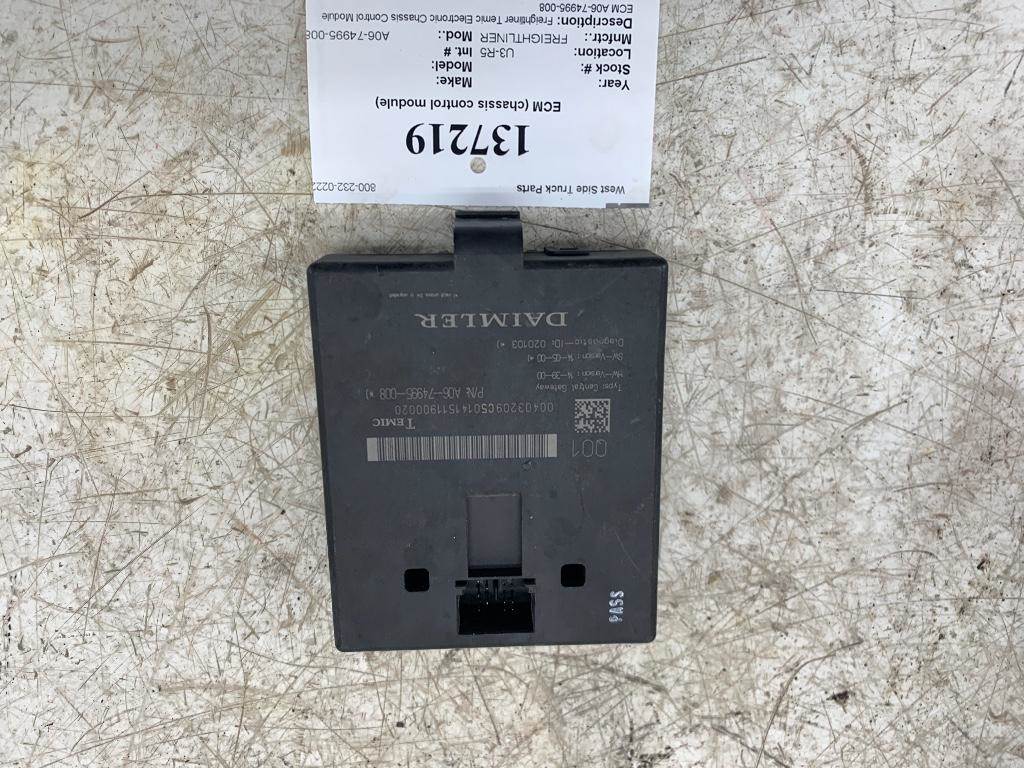 West Side Truck Parts 800-232-022
137219
ECM (chassis control module)
Year: Make:
Stock #: Model:
Location: U3-R5 Int. #
Mnfctr.: FREIGHTLINER Mod.: A06-74995-008
Description: Freightliner Temic Electronic Chassis Control Module
ECM A06-74995-008
PASS
001
TEMIC
00403209C50141511900020
P/N: A06-74995-008 *)
Type: Central Gateway
HW-Version: 14-39-00
SW-Version: 14-05-00 *)
Diagnostic-ID: 020103 *)
DAIMLER